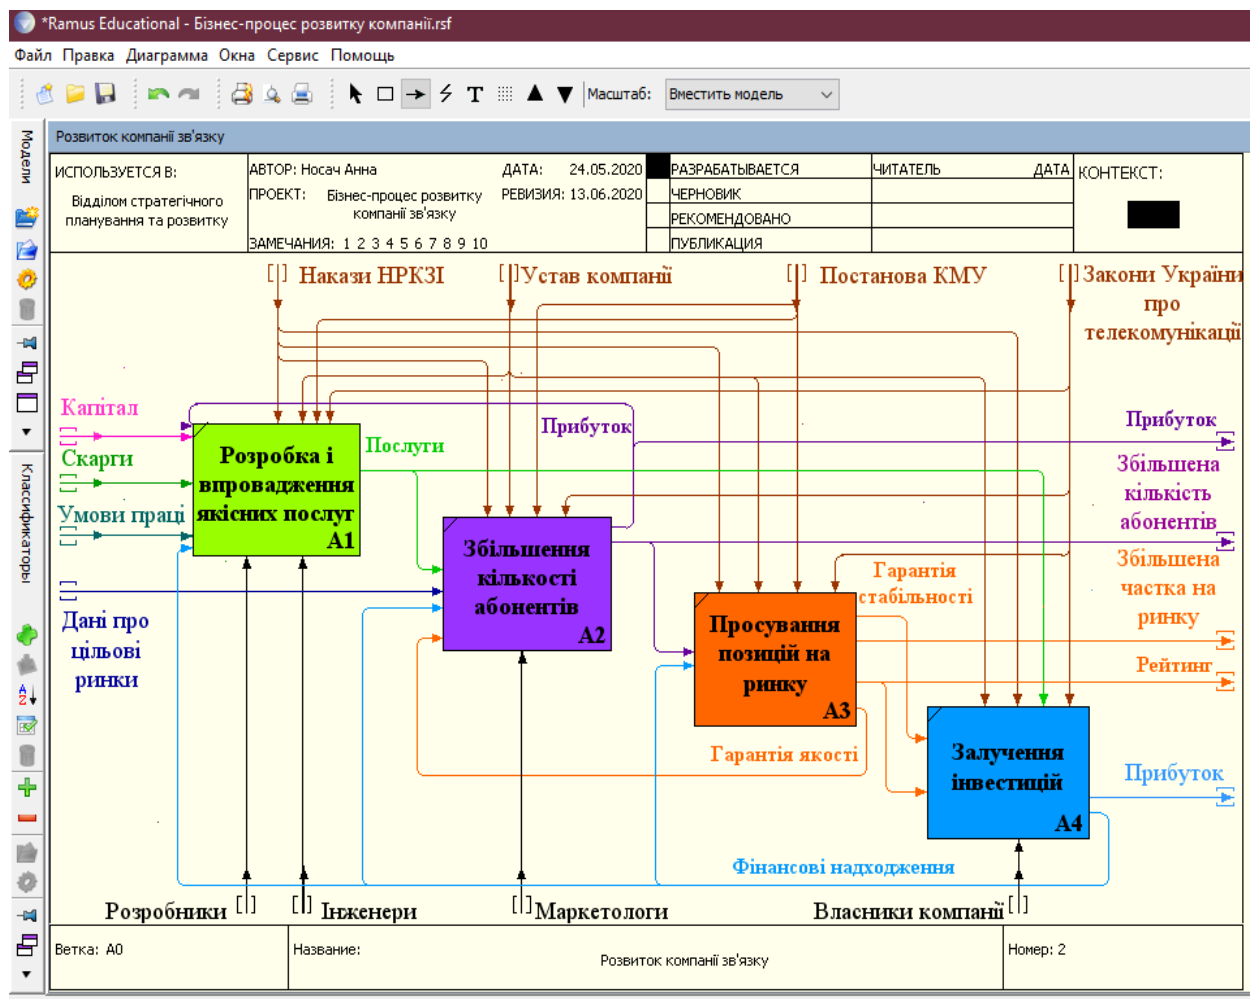 *Ramus Educational - Бізнес-процес розвитку компанії.rsf
Файл Правка Диаграмма Окна Сервис Помощь
Масштаб: Вместить модель
Модели
Классификаторы
Розвиток компанії зв'язку
ИСПОЛЬЗУЕТСЯ В:
Відділом стратегічного
планування та розвитку
АВТОР: Носач Анна
ДАТА: 24.05.2020
ПРОЕКТ: Бізнес-процес розвитку
компанії зв'язку
РЕВИЗИЯ: 13.06.2020
ЗАМЕЧАНИЯ: 1 2 3 4 5 6 7 8 9 10
РАЗРАБАТЫВАЕТСЯ
ЧЕРНОВИК
РЕКОМЕНДОВАНО
ПУБЛИКАЦИЯ
ЧИТАТЕЛЬ ДАТА
КОНТЕКСТ:
Накази НРКЗІ
Устав компанії
Постанова КМУ
Закони України
про
телекомунікації
Капітал
Скарги
Умови праці
Дані про
цільові
ринки
Розробка і
впровадження
якісних послуг
A1
Послуги
Прибуток
Збільшення
кількості
абонентів
A2
Гарантія
стабільності
Просування
позицій на
ринку
A3
Гарантія якості
Залучення
інвестицій
A4
Фінансові надходження
Прибуток
Збільшена
кількість
абонентів
Збільшена
частка на
ринку
Рейтинг
Прибуток
Розробники
Інженери
Маркетологи
Власники компанії
Ветка: A0
Название:
Розвиток компанії зв'язку
Номер: 2